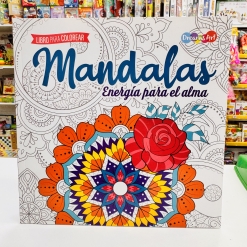 LIBRO PARA COLOREAR
Dreams Art
Mandalas
Energía para el alma